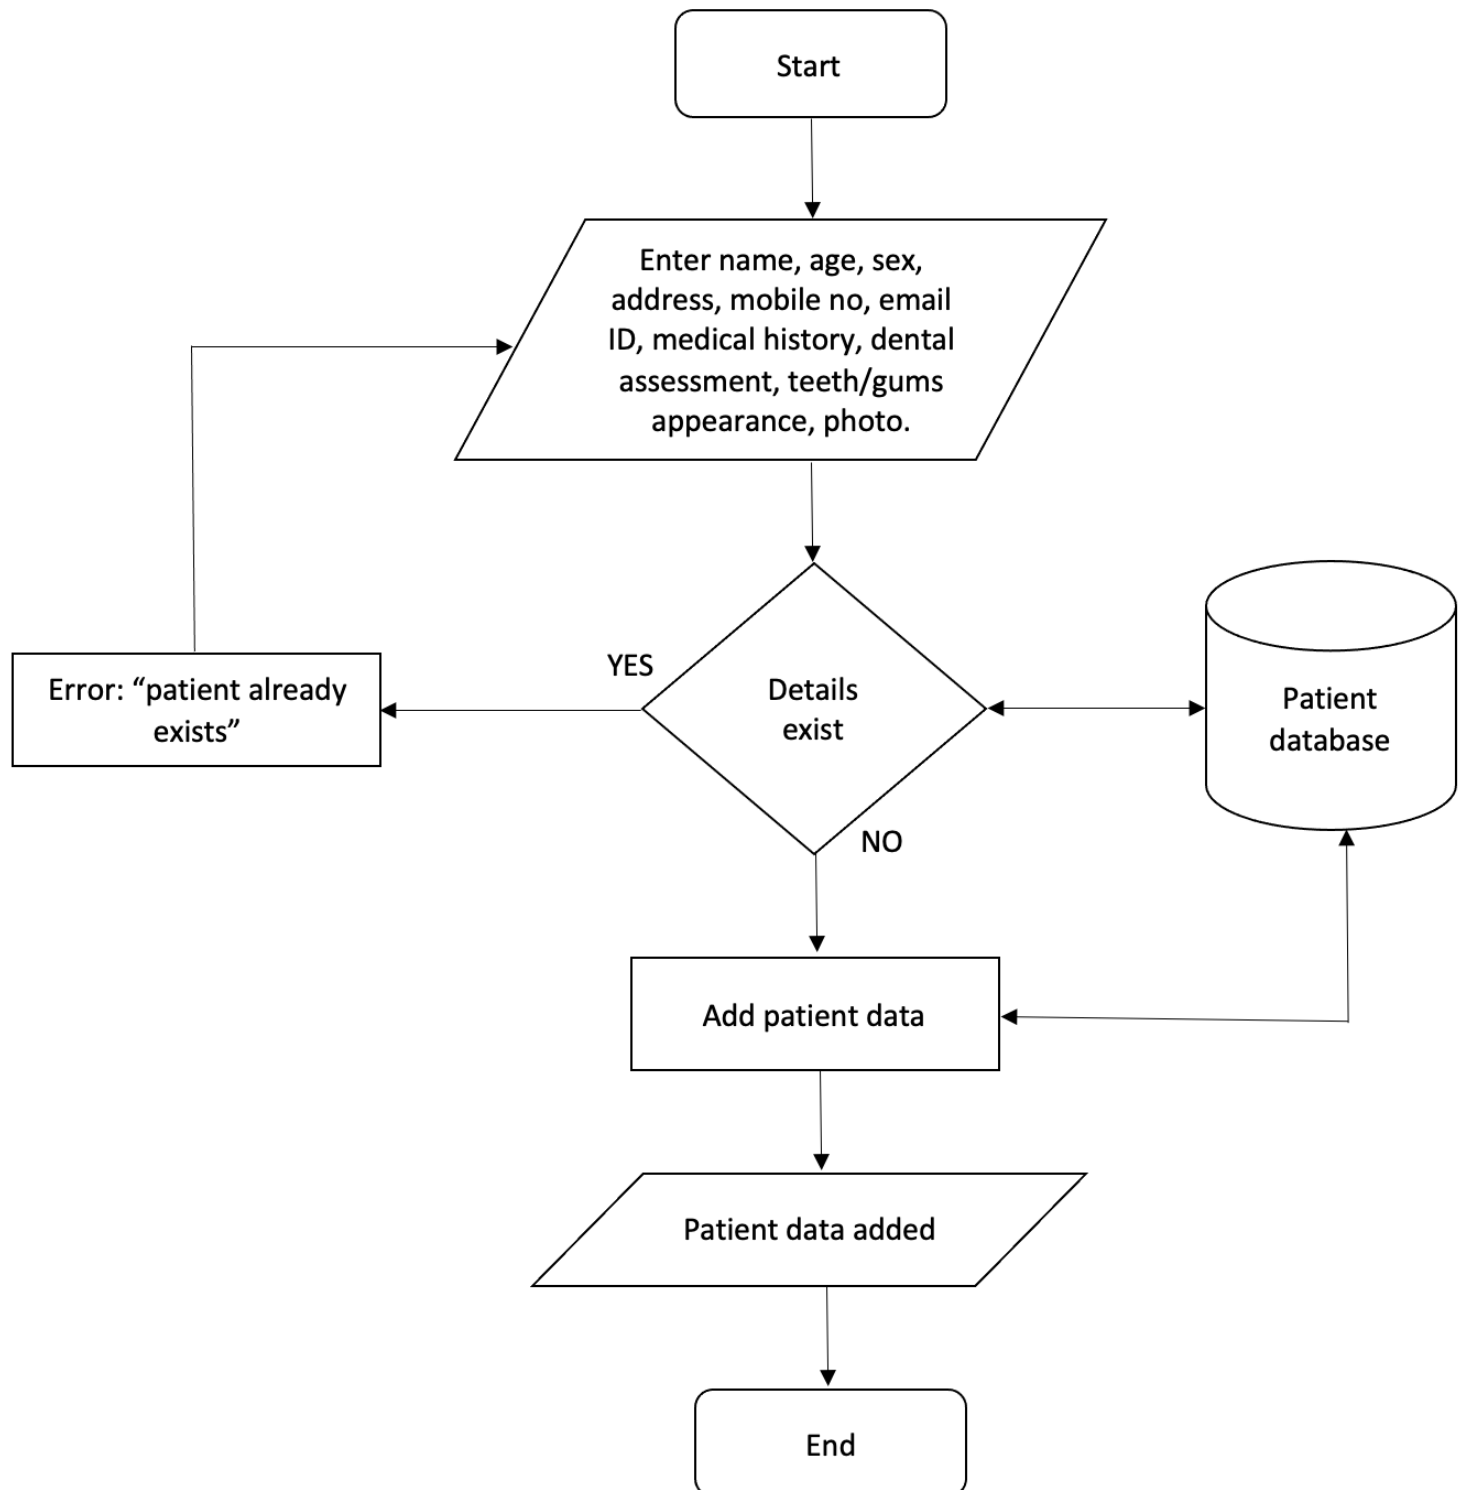 Start
Enter name, age, sex,
address, mobile no, email
ID, medical history, dental
assessment, teeth/gums
appearance, photo.
YES
Error: “patient already
exists”
Details
exist
Patient
database
NO
Add patient data
Patient data added
End